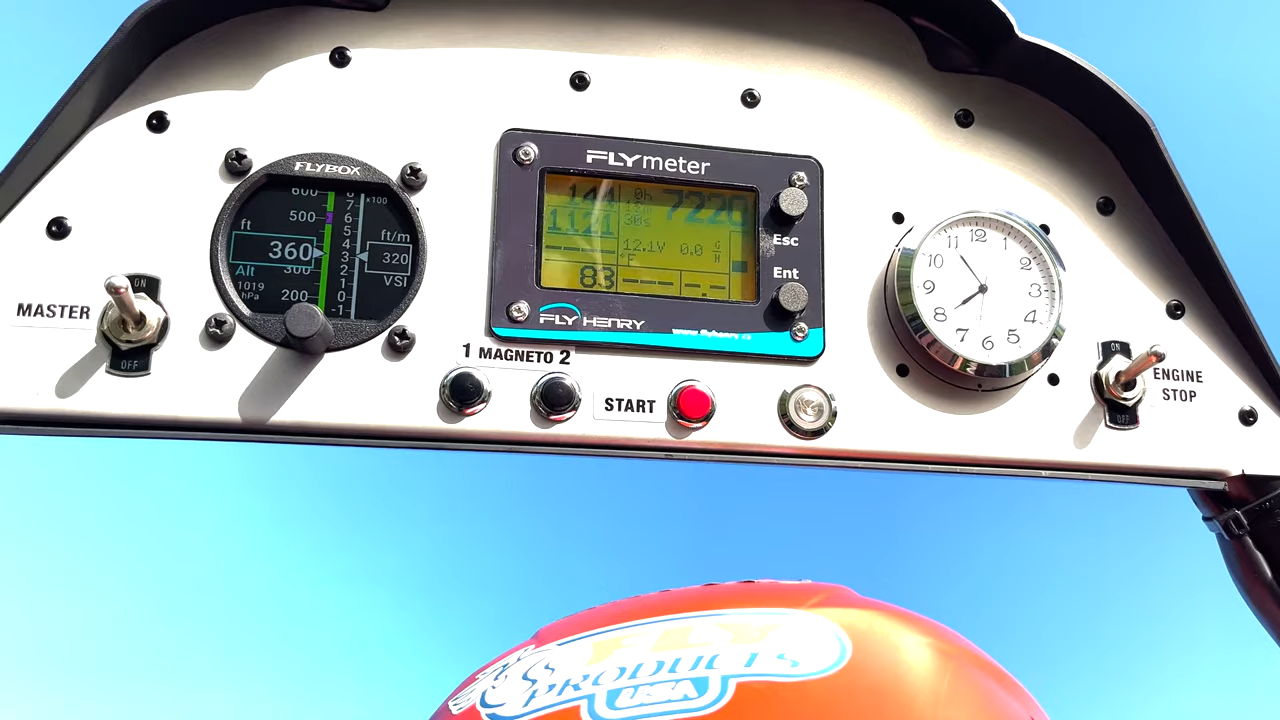 FLYBOX
600
500
360
300
200
ft
Alt
1019
hPa
x100
7
6
5
4
3
2
1
0
-1
ft/m
320
VSI
MASTER
ON
OFF
FLYmeter
144
0h
30s
7220
1121
12.1V
0.0 G/H
°F
83
Esc
Ent
FLY HENRY
1 MAGNETO 2
START
12
1
2
3
4
5
6
7
8
9
10
11
ON
OFF
ENGINE
STOP
FLY
PRODUCTS
USA